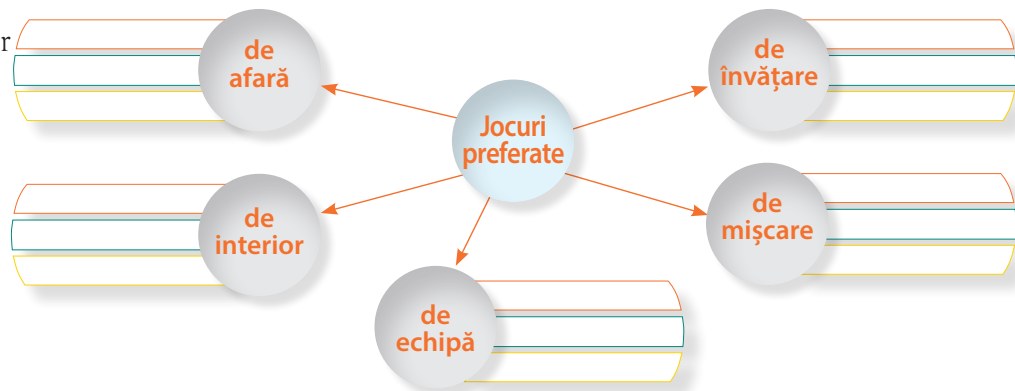 r
de
afară
de
învățare
Jocuri
preferate
de
interior
de
mișcare
de
echipă